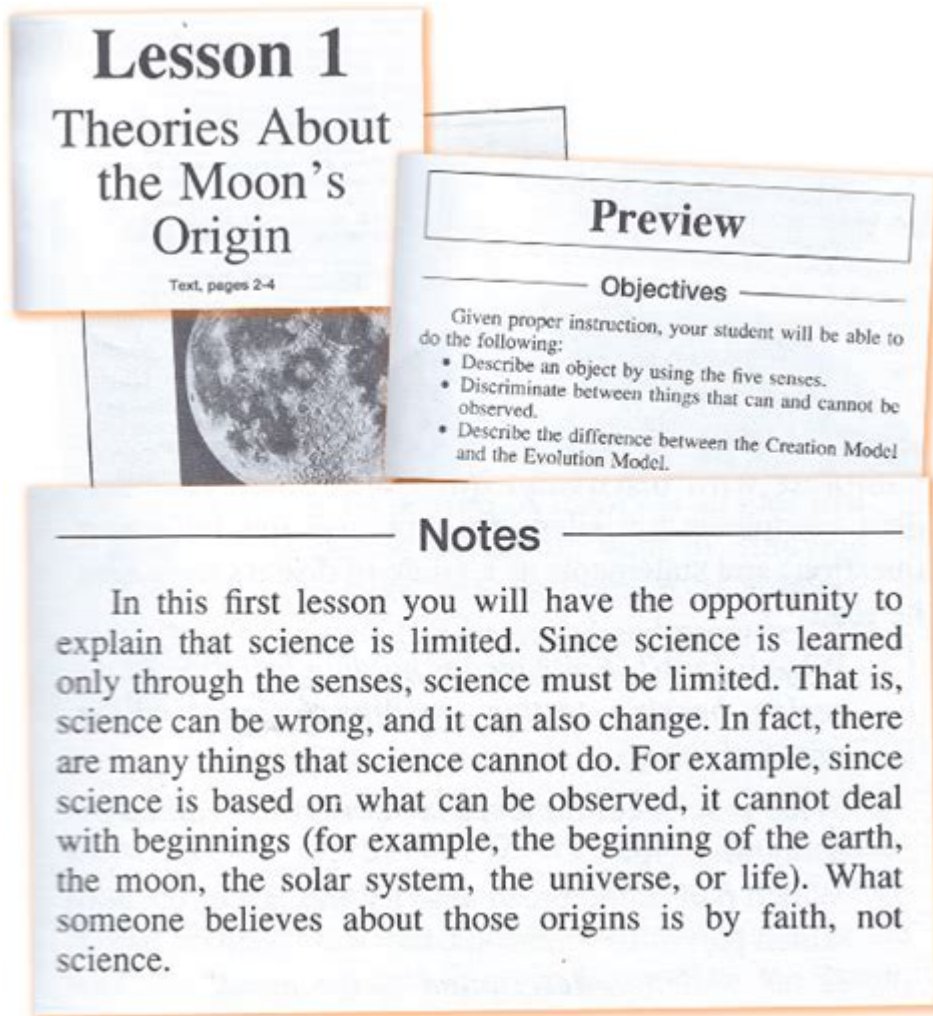 Lesson 1
Theories About
the Moon's
Origin
Text, pages 2-4
Preview
Objectives
Given proper instruction, your student will be able to
do the following:
• Describe an object by using the five senses.
• Discriminate between things that can and cannot be
observed.
• Describe the difference between the Creation Model
and the Evolution Model.
Notes
In this first lesson you will have the opportunity to
explain that science is limited. Since science is learned
only through the senses, science must be limited. That is,
science can be wrong, and it can also change. In fact, there
are many things that science cannot do. For example, since
science is based on what can be observed, it cannot deal
with beginnings (for example, the beginning of the earth,
the moon, the solar system, the universe, or life). What
someone believes about those origins is by faith, not
science.